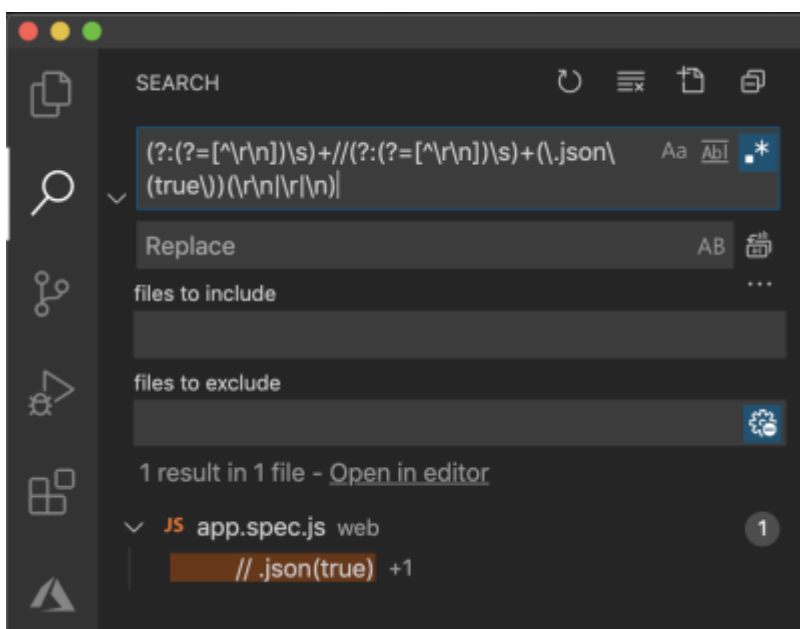 SEARCH
(?:(?=[^\r\n])\s)+//(?:(?=[^\r\n])\s)+(\.json\
(true\))(\r\n|\r|\n)
Aa Abl .*
Replace
AB
files to include
...
files to exclude
1 result in 1 file - Open in editor
JS app.spec.js web
1
// .json(true) +1